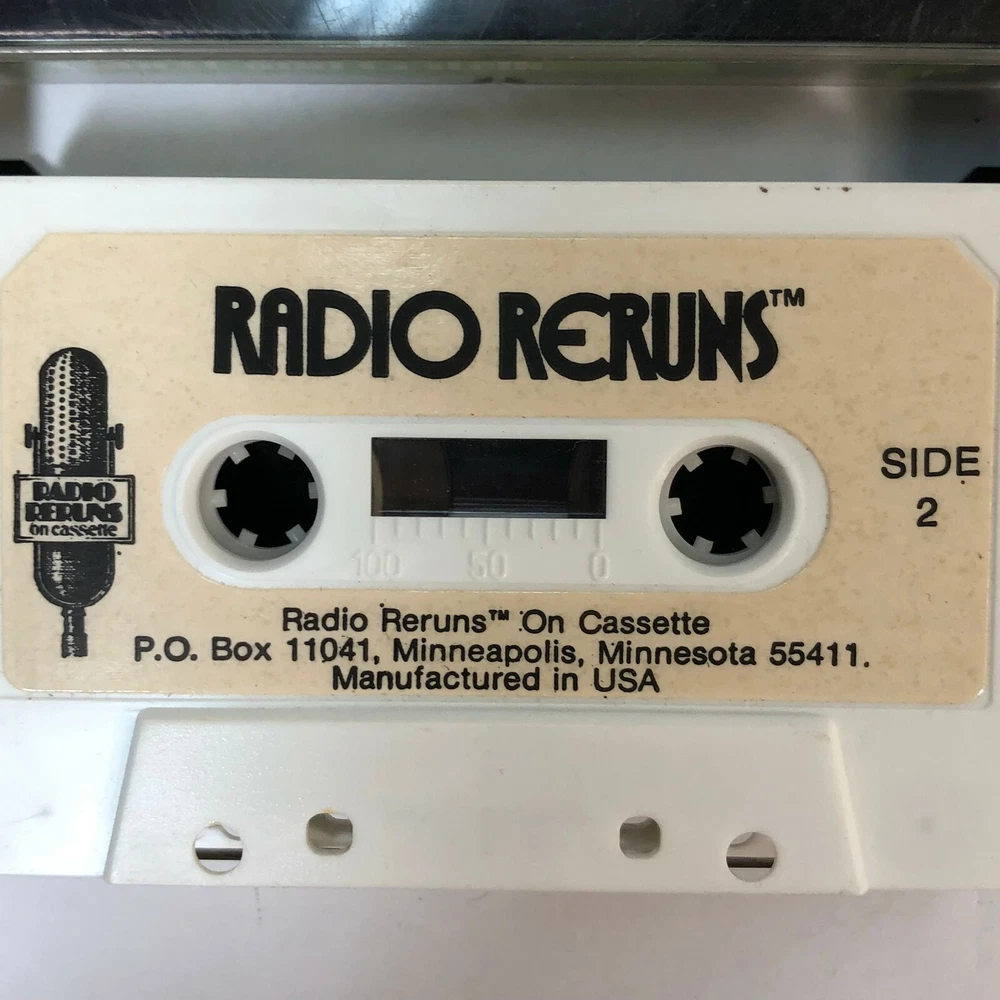 RADIO RERUNS™
RADIO
RERUNS
on cassette
SIDE
2
100 50 0
Radio Reruns™ On Cassette
P.O. Box 11041, Minneapolis, Minnesota 55411.
Manufactured in USA